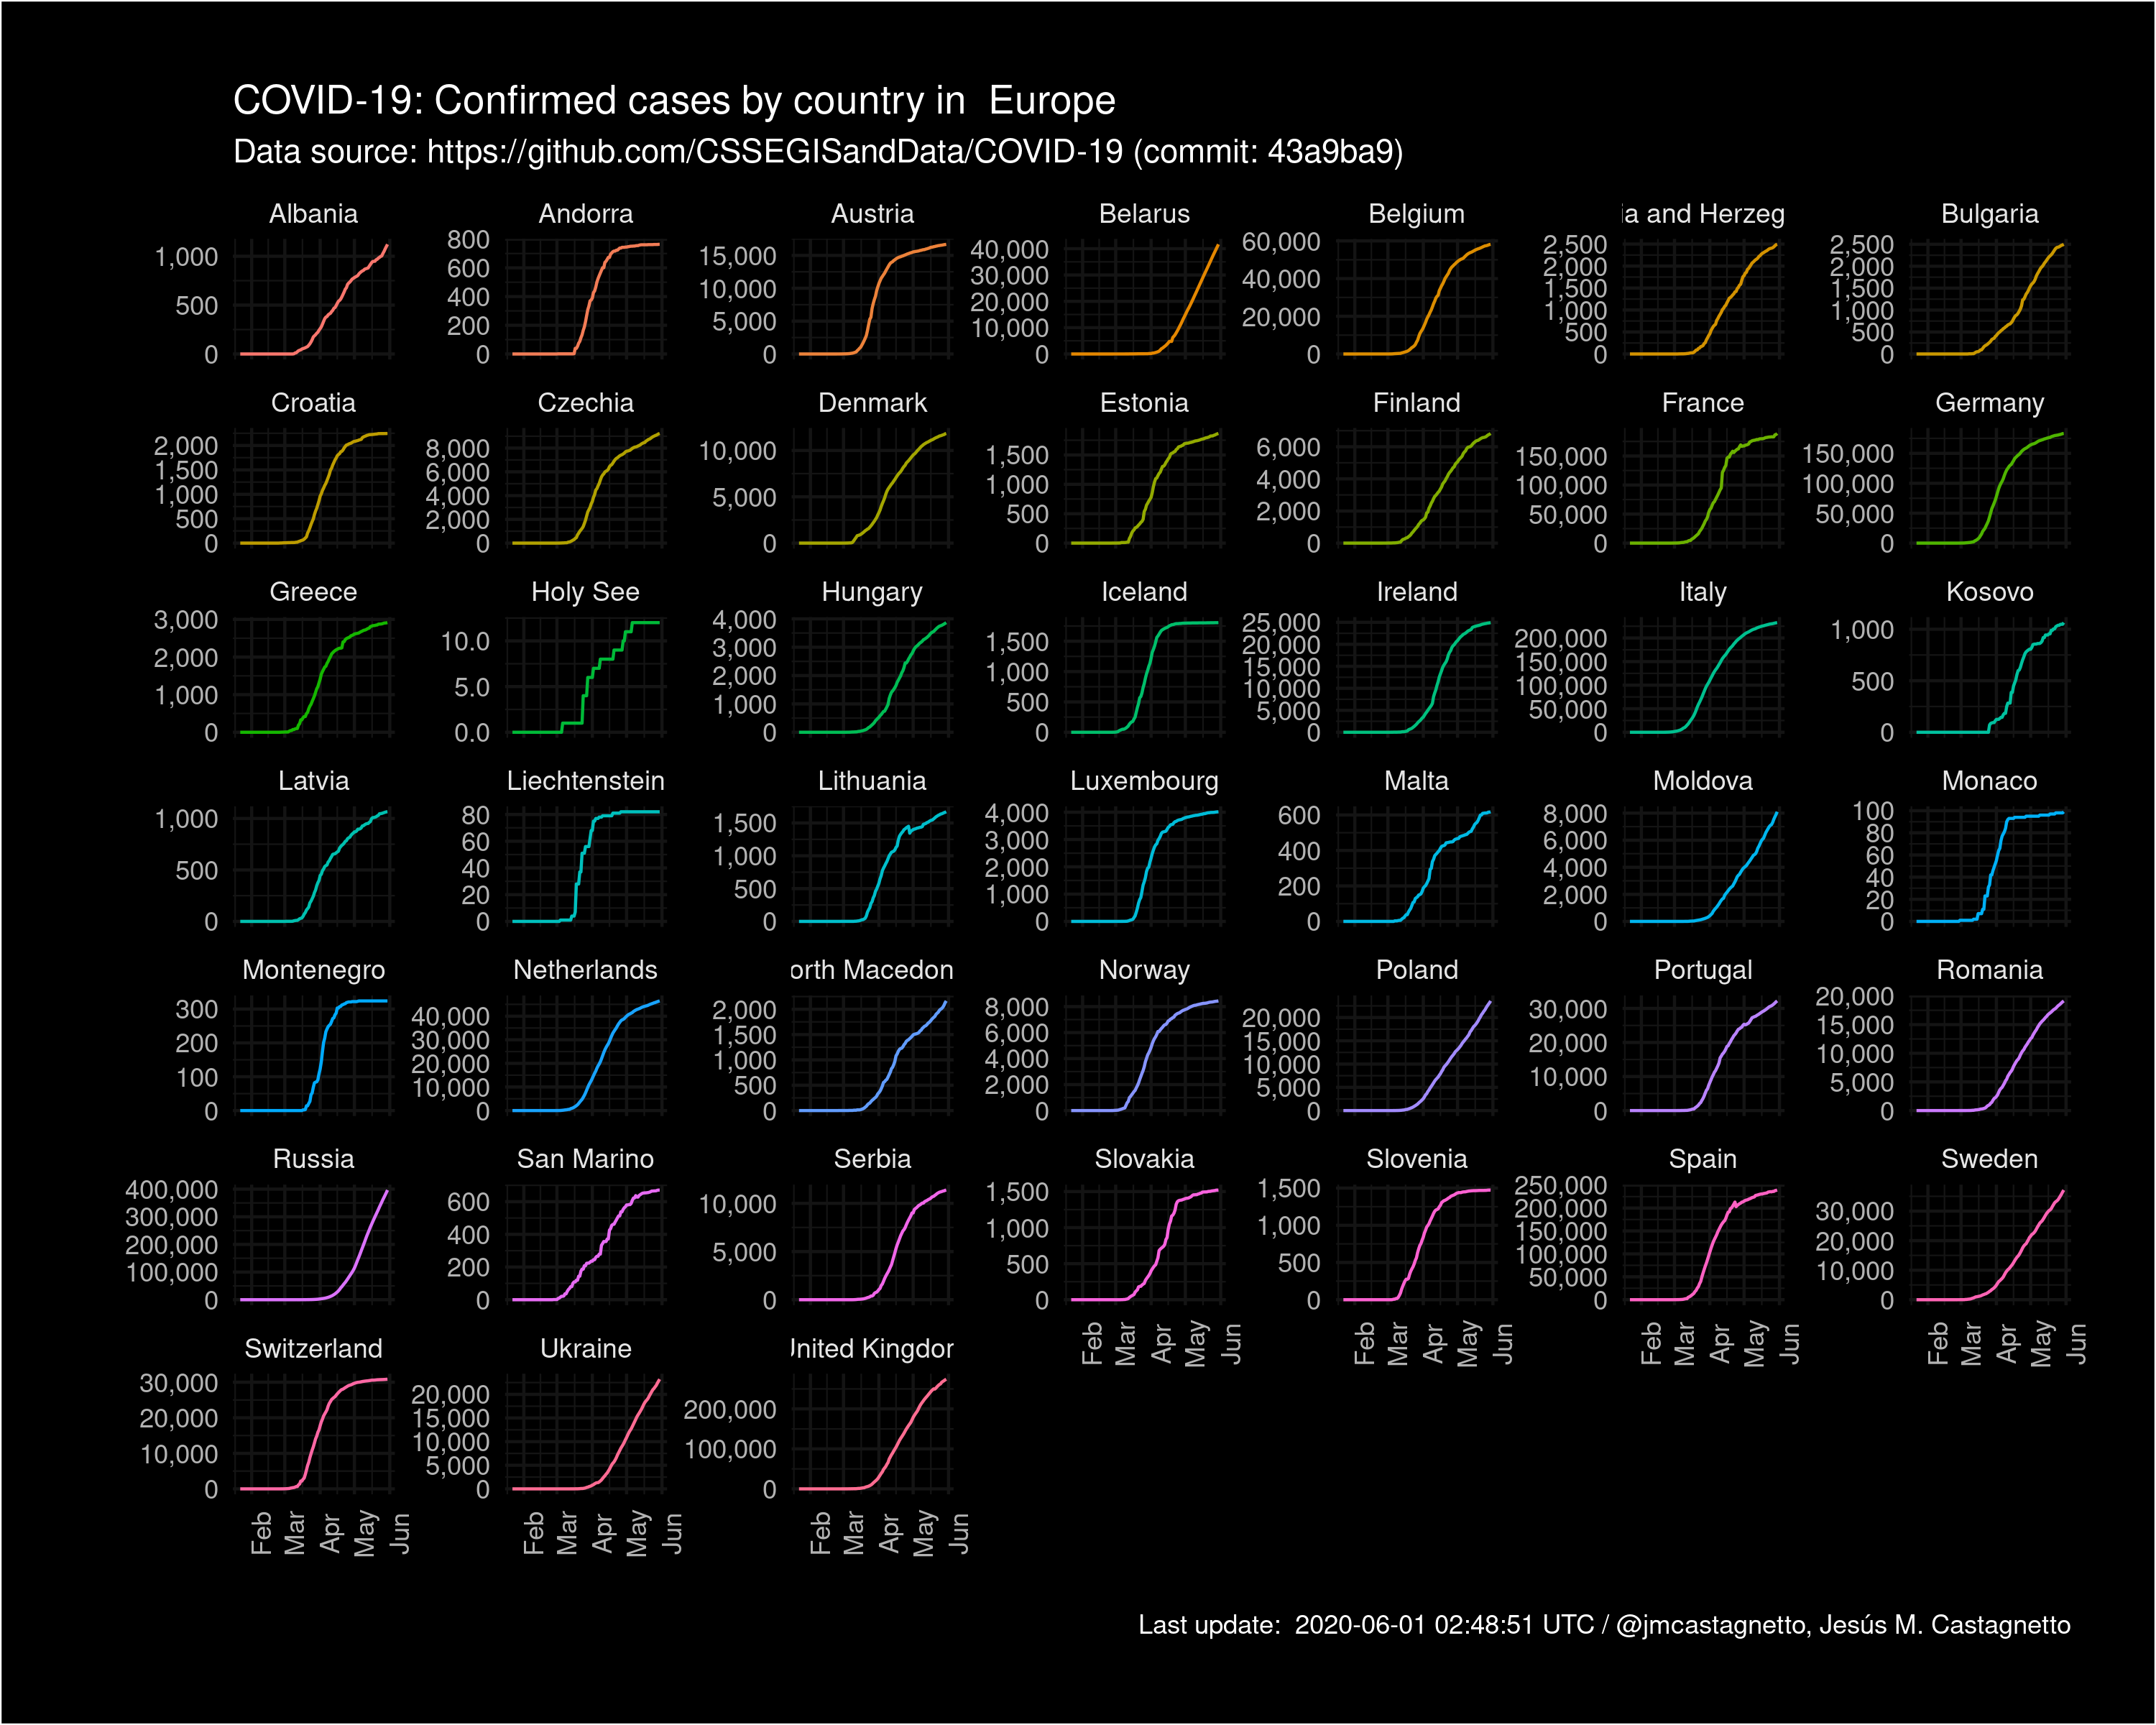 COVID-19: Confirmed cases by country in  Europe
Data source: https://github.com/CSSEGISandData/COVID-19 (commit: 43a9ba9)
Albania Andorra Austria Belarus Belgium ia and Herzeg Bulgaria
1,000 500 0
800 600 400 200 0
15,000 10,000 5,000 0
40,000 30,000 20,000 10,000 0
60,000 40,000 20,000 0
2,500 2,000 1,500 1,000 500 0
2,500 2,000 1,500 1,000 500 0
Croatia Czechia Denmark Estonia Finland France Germany
2,000 1,500 1,000 500 0
8,000 6,000 4,000 2,000 0
10,000 5,000 0
1,500 1,000 500 0
6,000 4,000 2,000 0
150,000 100,000 50,000 0
150,000 100,000 50,000 0
Greece Holy See Hungary Iceland Ireland Italy Kosovo
3,000 2,000 1,000 0
10.0 5.0 0.0
4,000 3,000 2,000 1,000 0
1,500 1,000 500 0
25,000 20,000 15,000 10,000 5,000 0
200,000 150,000 100,000 50,000 0
1,000 500 0
Latvia Liechtenstein Lithuania Luxembourg Malta Moldova Monaco
1,000 500 0
80 60 40 20 0
1,500 1,000 500 0
4,000 3,000 2,000 1,000 0
600 400 200 0
8,000 6,000 4,000 2,000 0
100 80 60 40 20 0
Montenegro Netherlands orth Macedon Norway Poland Portugal Romania
300 200 100 0
40,000 30,000 20,000 10,000 0
2,000 1,500 1,000 500 0
8,000 6,000 4,000 2,000 0
20,000 15,000 10,000 5,000 0
30,000 20,000 10,000 0
20,000 15,000 10,000 5,000 0
Russia San Marino Serbia Slovakia Slovenia Spain Sweden
400,000 300,000 200,000 100,000 0
600 400 200 0
10,000 5,000 0
1,500 1,000 500 0
1,500 1,000 500 0
250,000 200,000 150,000 100,000 50,000 0
30,000 20,000 10,000 0
Feb Mar Apr May Jun Feb Mar Apr May Jun Feb Mar Apr May Jun Feb Mar Apr May Jun
Switzerland Ukraine United Kingdor
30,000 20,000 10,000 0
20,000 15,000 10,000 5,000 0
200,000 100,000 0
Feb Mar Apr May Jun Feb Mar Apr May Jun Feb Mar Apr May Jun
Last update:  2020-06-01 02:48:51 UTC / @jmcastagnetto, Jesús M. Castagnetto